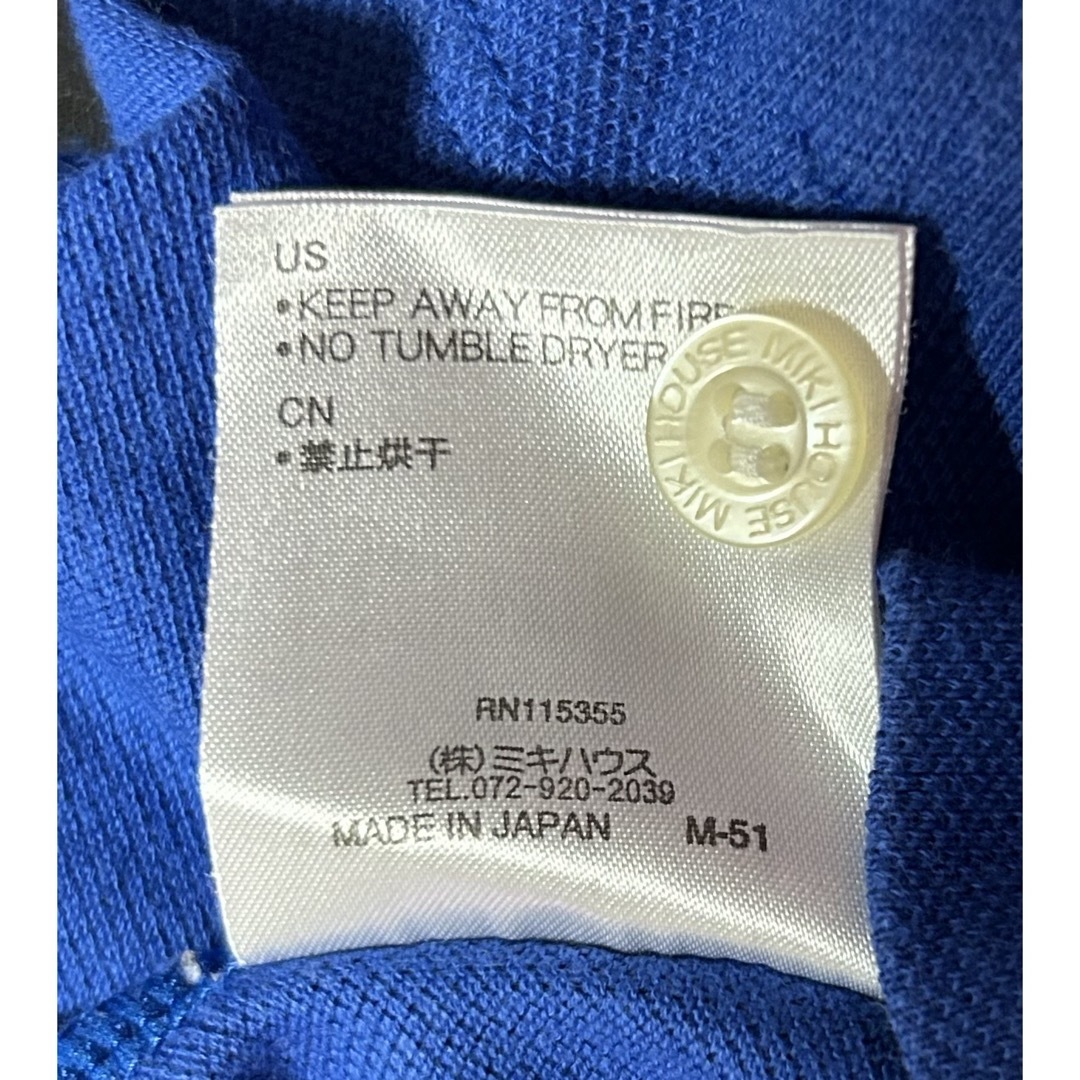 US
•KEEP AWAY FROM FIRE
•NO TUMBLE DRYER
CN
•禁止烘干
MIKI HOUSE MIKI HOUSE
RN115355
(株)ミキハウス
TEL.072-920-2039
MADE IN JAPAN M-51